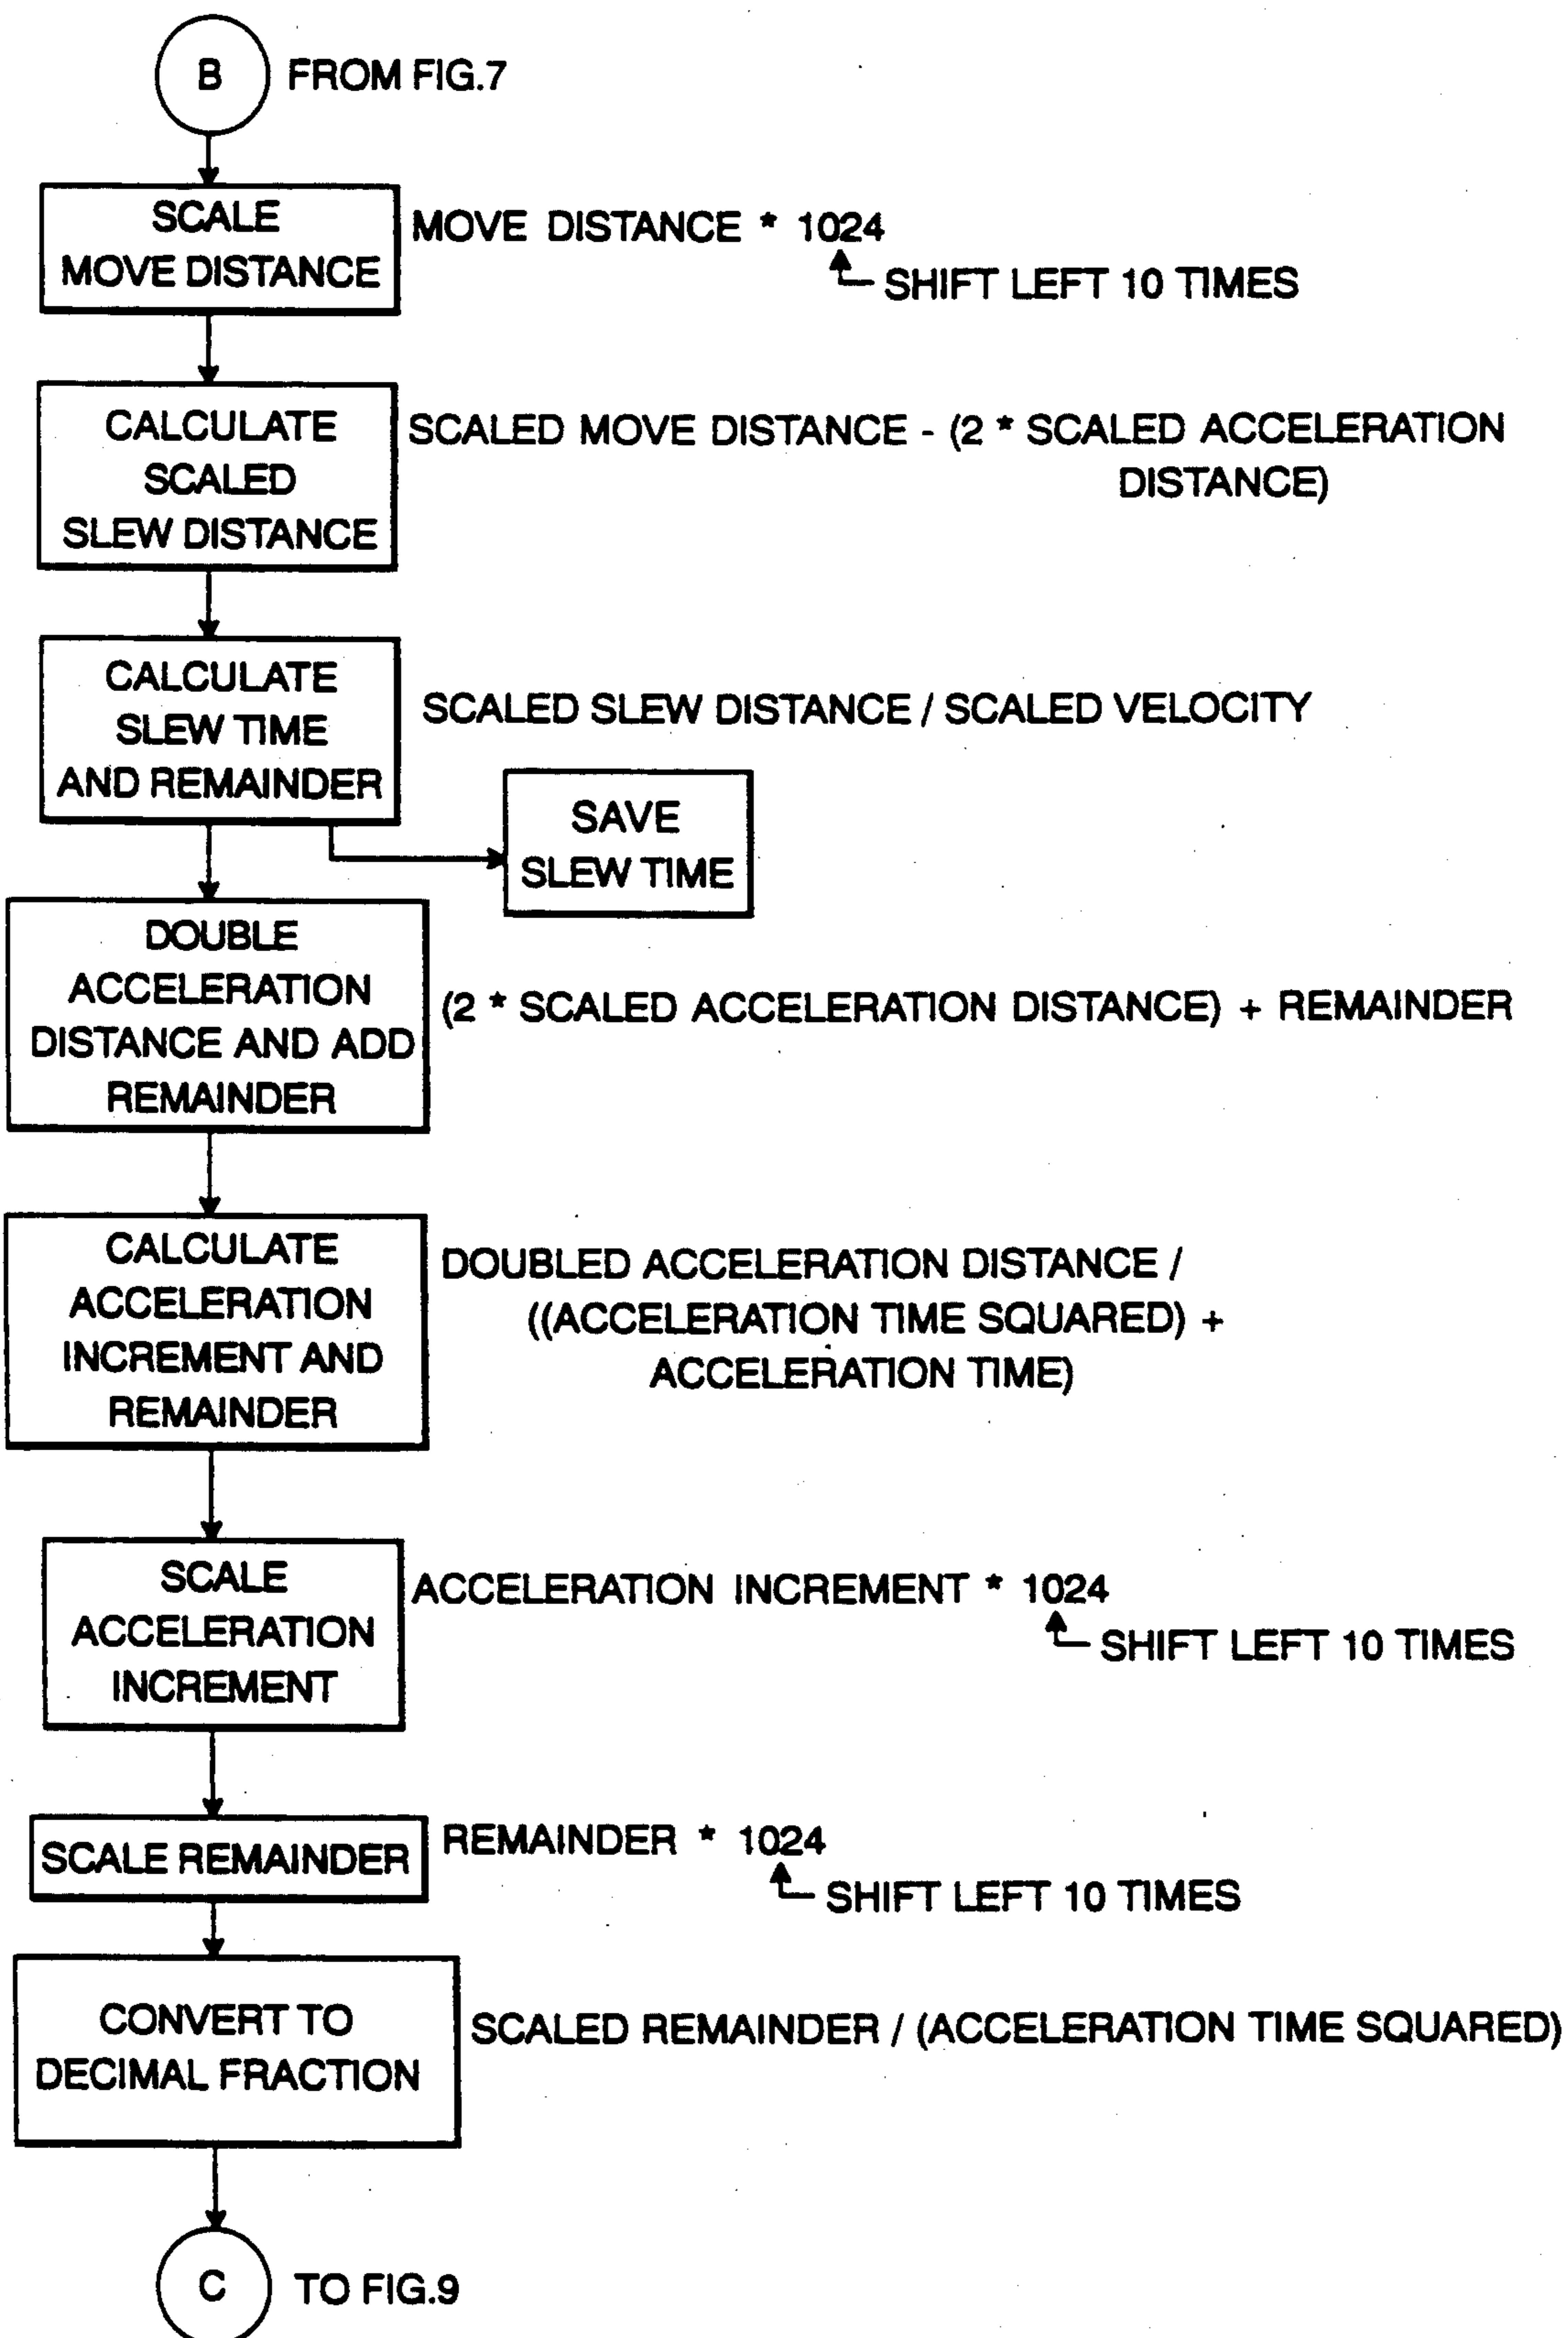 B FROM FIG.7
SCALE
MOVE DISTANCE
MOVE DISTANCE * 1024
SHIFT LEFT 10 TIMES
CALCULATE
SCALED
SLEW DISTANCE
SCALED MOVE DISTANCE - (2 * SCALED ACCELERATION
DISTANCE)
CALCULATE
SLEW TIME
AND REMAINDER
SCALED SLEW DISTANCE / SCALED VELOCITY
SAVE
SLEW TIME
DOUBLE
ACCELERATION
DISTANCE AND ADD
REMAINDER
(2 * SCALED ACCELERATION DISTANCE) + REMAINDER
CALCULATE
ACCELERATION
INCREMENT AND
REMAINDER
DOUBLED ACCELERATION DISTANCE /
((ACCELERATION TIME SQUARED) +
ACCELERATION TIME)
SCALE
ACCELERATION
INCREMENT
ACCELERATION INCREMENT * 1024
SHIFT LEFT 10 TIMES
SCALE REMAINDER
REMAINDER * 1024
SHIFT LEFT 10 TIMES
CONVERT TO
DECIMAL FRACTION
SCALED REMAINDER / (ACCELERATION TIME SQUARED)
C TO FIG.9